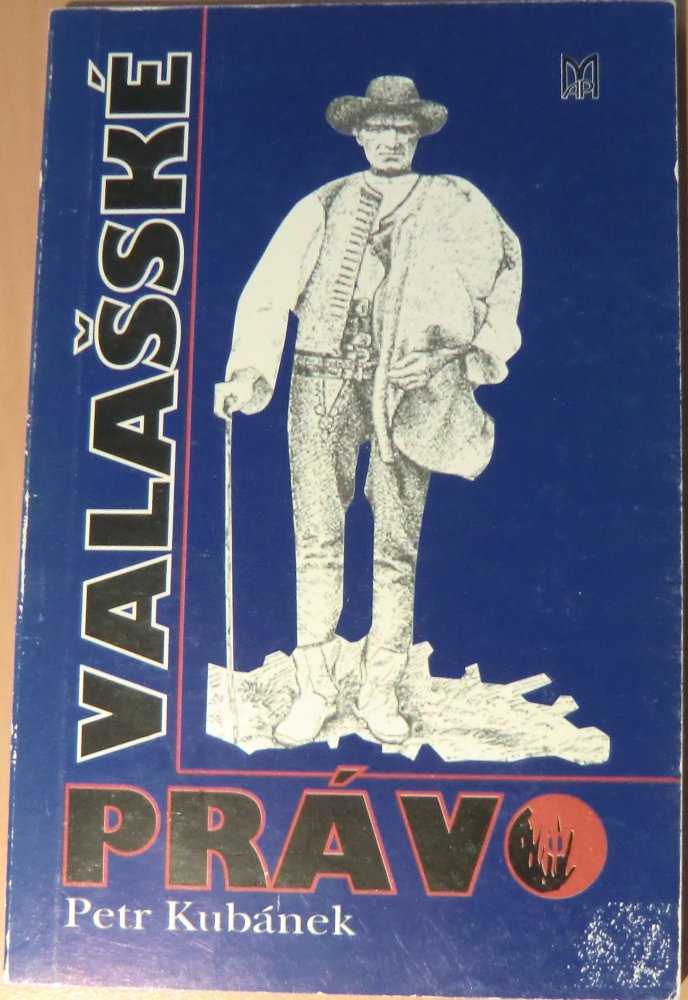 VALAŠSKÉ
PRÁVO
Petr Kubánek